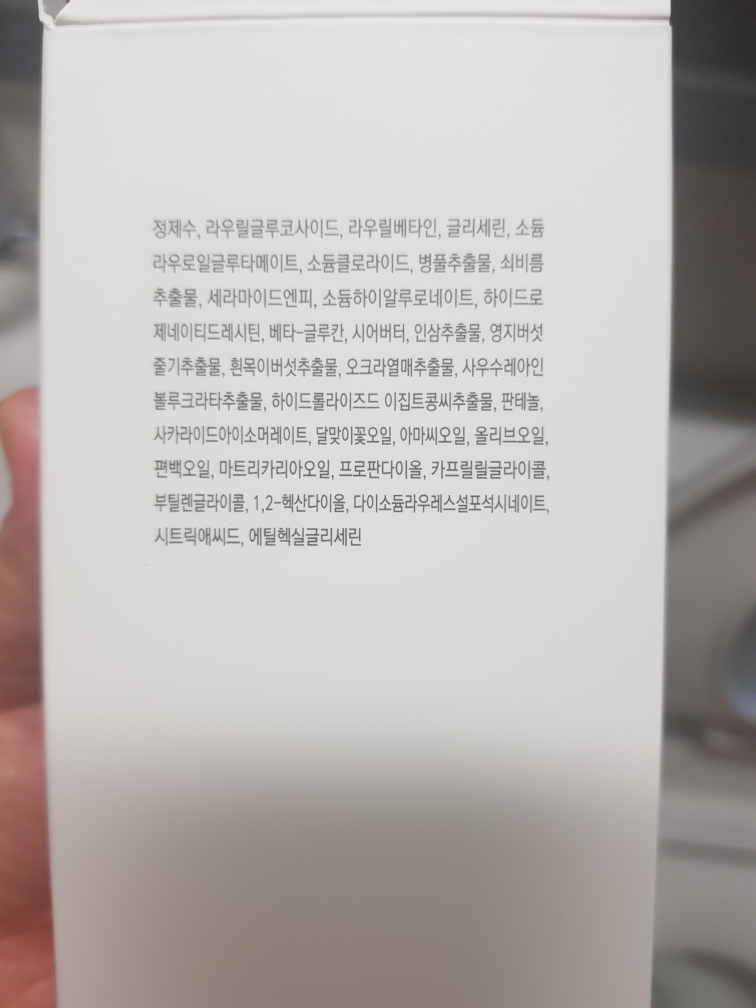 정제수, 라우릴글루코사이드, 라우릴베타인, 글리세린, 소듐
라우로일글루타메이트, 소듐클로라이드, 병풀추출물, 쇠비름
추출물, 세라마이드엔피, 소듐하이알루로네이트, 하이드로
제네이티드레시틴, 베타-글루칸, 시어버터, 인삼추출물, 영지버섯
줄기추출물, 흰목이버섯추출물, 오크라열매추출물, 사우수레아인
볼루크라타추출물, 하이드롤라이즈드 이집트콩씨추출물, 판테놀,
사카라이드아이소머레이트, 달맞이꽃오일, 아마씨오일, 올리브오일,
편백오일, 마트리카리아오일, 프로판다이올, 카프릴릴글라이콜,
부틸렌글라이콜, 1,2-헥산다이올, 다이소듐라우레스설포석시네이트,
시트릭애씨드, 에틸헥실글리세린